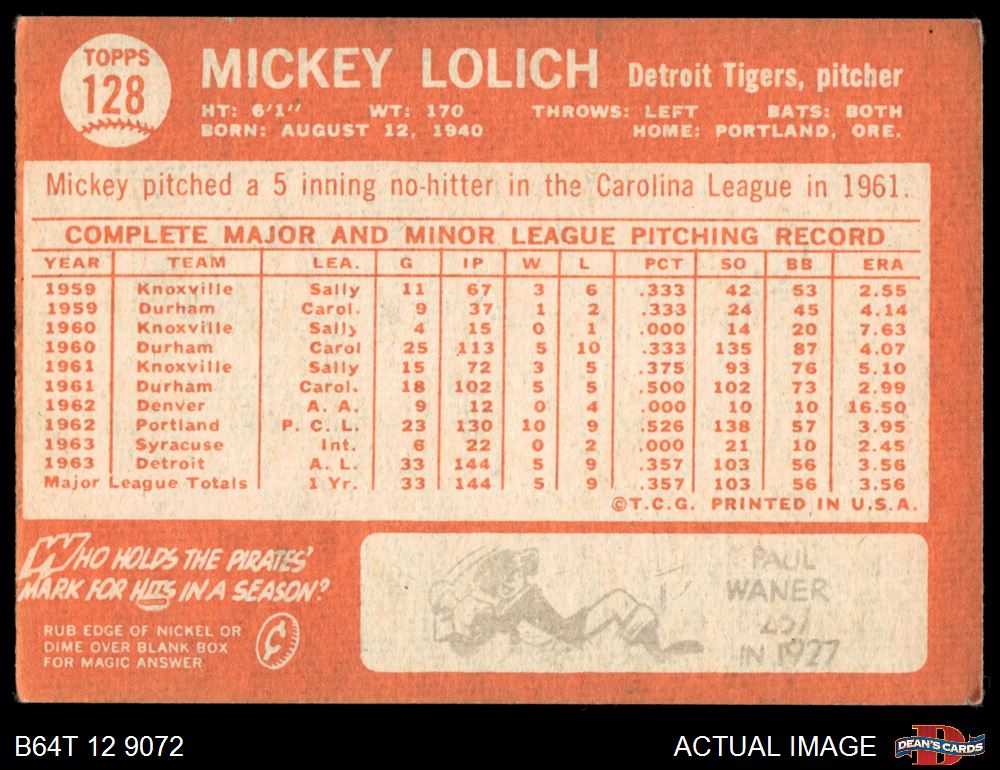 TOPPS
128
MICKEY LOLICH Detroit Tigers, pitcher
HT: 6'1" WT: 170 THROWS: LEFT BATS: BOTH
BORN: AUGUST 12, 1940 HOME: PORTLAND, ORE.
Mickey pitched a 5 inning no-hitter in the Carolina League in 1961.
COMPLETE MAJOR AND MINOR LEAGUE PITCHING RECORD
YEAR TEAM LEA. G IP W L PCT SO BB ERA
1959 Knoxville Sally 11 67 3 6 .333 42 53 2.55
1959 Durham Carol. 9 37 1 2 .333 24 45 4.14
1960 Knoxville Sally 4 15 0 1 .000 14 20 7.63
1960 Durham Carol 25 113 5 10 .333 135 87 4.07
1961 Knoxville Sally 15 72 3 5 .375 93 76 5.10
1961 Durham Carol. 18 102 5 5 .500 102 73 2.99
1962 Denver A. A. 9 12 0 4 .000 10 10 16.50
1962 Portland P. C. L. 23 130 10 9 .526 138 57 3.95
1963 Syracuse Int. 6 22 0 2 .000 21 10 2.45
1963 Detroit A. L. 33 144 5 9 .357 103 56 3.56
Major League Totals 1 Yr. 33 144 5 9 .357 103 56 3.56
©T.C.G. PRINTED IN U.S.A.
WHO HOLDS THE PIRATES'
MARK FOR HITS IN A SEASON?
RUB EDGE OF NICKEL OR
DIME OVER BLANK BOX
FOR MAGIC ANSWER
PAUL
WANER
IN 1927
B64T 12 9072
ACTUAL IMAGE
DEAN'S CARDS